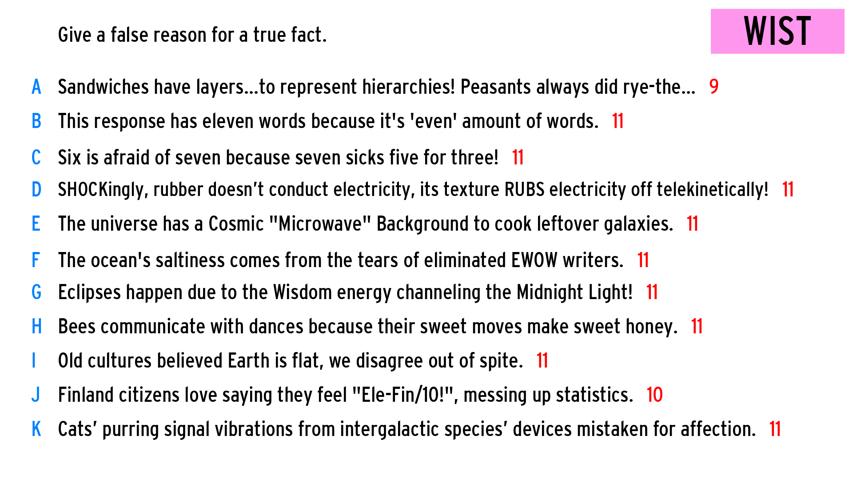 WIST
Give a false reason for a true fact.
A Sandwiches have layers...to represent hierarchies! Peasants always did rye-the... 9
B This response has eleven words because it's 'even' amount of words. 11
C Six is afraid of seven because seven sicks five for three! 11
D SHOCKingly, rubber doesn't conduct electricity, its texture RUBS electricity off telekinetically! 11
E The universe has a Cosmic "Microwave" Background to cook leftover galaxies. 11
F The ocean's saltiness comes from the tears of eliminated EWOW writers. 11
G Eclipses happen due to the Wisdom energy channeling the Midnight Light! 11
H Bees communicate with dances because their sweet moves make sweet honey. 11
I Old cultures believed Earth is flat, we disagree out of spite. 11
J Finland citizens love saying they feel "Ele-Fin/10!", messing up statistics. 10
K Cats’ purring signal vibrations from intergalactic species’ devices mistaken for affection. 11